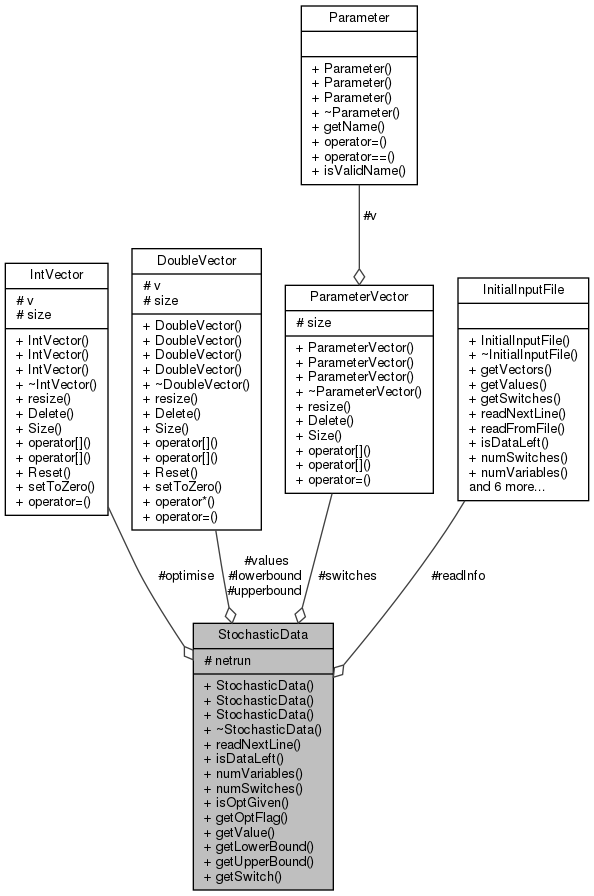 Parameter
+ Parameter()
+ Parameter()
+ Parameter()
+ ~Parameter()
+ getName()
+ operator=()
+ operator==()
+ isValidName()
#v
IntVector
# v
# size
+ IntVector()
+ IntVector()
+ IntVector()
+ ~IntVector()
+ resize()
+ Delete()
+ Size()
+ operator[]()
+ operator[]()
+ Reset()
+ setToZero()
+ operator=()
DoubleVector
# v
# size
+ DoubleVector()
+ DoubleVector()
+ DoubleVector()
+ DoubleVector()
+ ~DoubleVector()
+ resize()
+ Delete()
+ Size()
+ operator[]()
+ operator[]()
+ Reset()
+ setToZero()
+ operator*()
+ operator=()
ParameterVector
# size
+ ParameterVector()
+ ParameterVector()
+ ParameterVector()
+ ~ParameterVector()
+ resize()
+ Delete()
+ Size()
+ operator[]()
+ operator[]()
+ operator=()
InitialInputFile
+ InitialInputFile()
+ ~InitialInputFile()
+ getVectors()
+ getValues()
+ getSwitches()
+ readNextLine()
+ readFromFile()
+ isDataLeft()
+ numSwitches()
+ numVariables()
and 6 more...
#optimise
#values
#lowerbound
#upperbound
#switches
#readInfo
StochasticData
# netrun
+ StochasticData()
+ StochasticData()
+ StochasticData()
+ ~StochasticData()
+ readNextLine()
+ isDataLeft()
+ numVariables()
+ numSwitches()
+ isOptGiven()
+ getOptFlag()
+ getValue()
+ getLowerBound()
+ getUpperBound()
+ getSwitch()